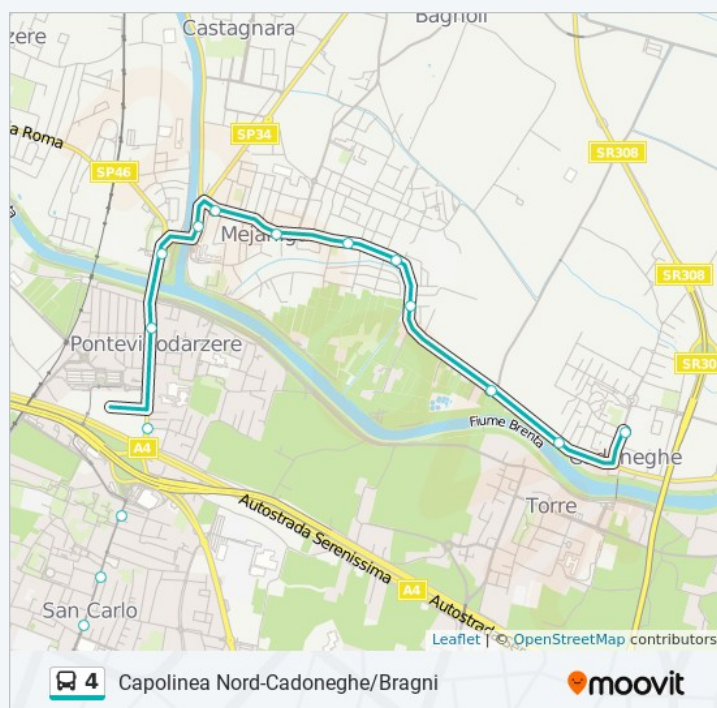 Castagnara
Bagnoli
zere
SP34
a Roma
SR308
SP46
Mejaniga
SR308
Pontevigodarzere
SR30
Fiume Brenta
Cadoneghe
A4
Torre
Autostrada Serenissima
A4
Autostrada
San Carlo
Leaflet | © OpenStreetMap contributors
4 Capolinea Nord-Cadoneghe/Bragni
moovit